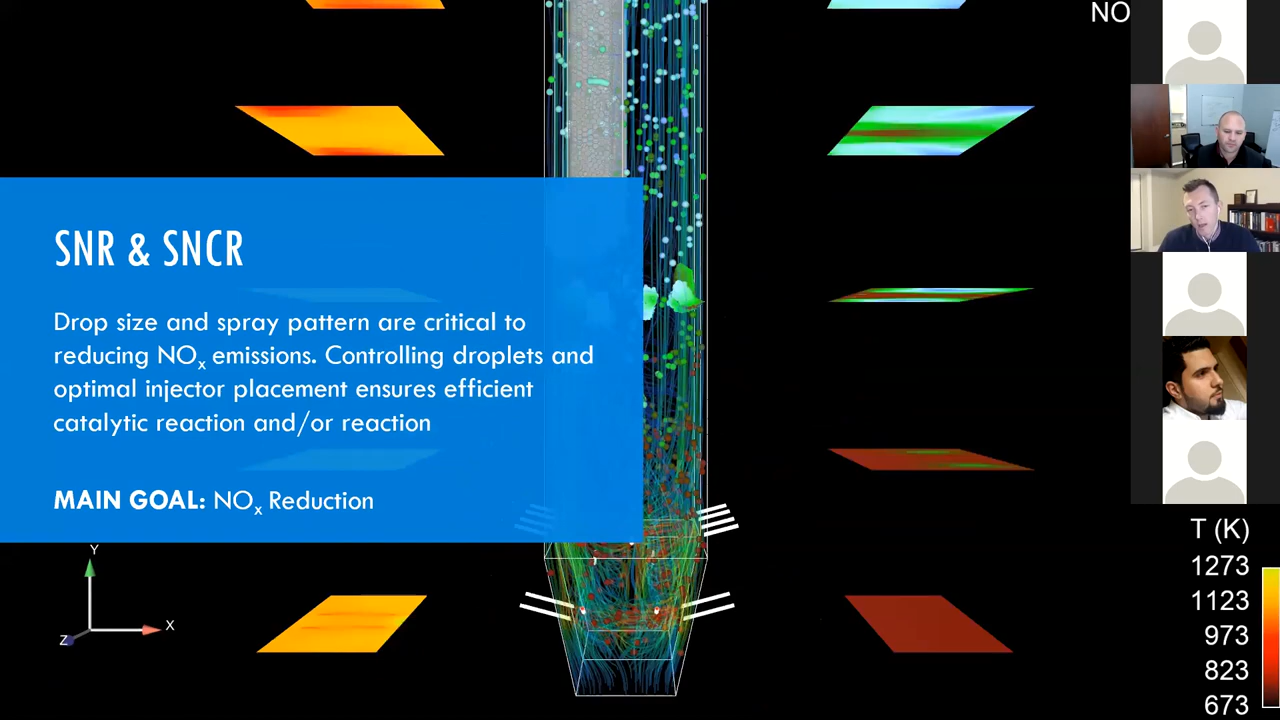 NO
SNR & SNCR
Drop size and spray pattern are critical to
reducing NOx emissions. Controlling droplets and
optimal injector placement ensures efficient
catalytic reaction and/or reaction
MAIN GOAL: NOx Reduction
Y
X
Z
T (K)
1273
1123
973
823
673